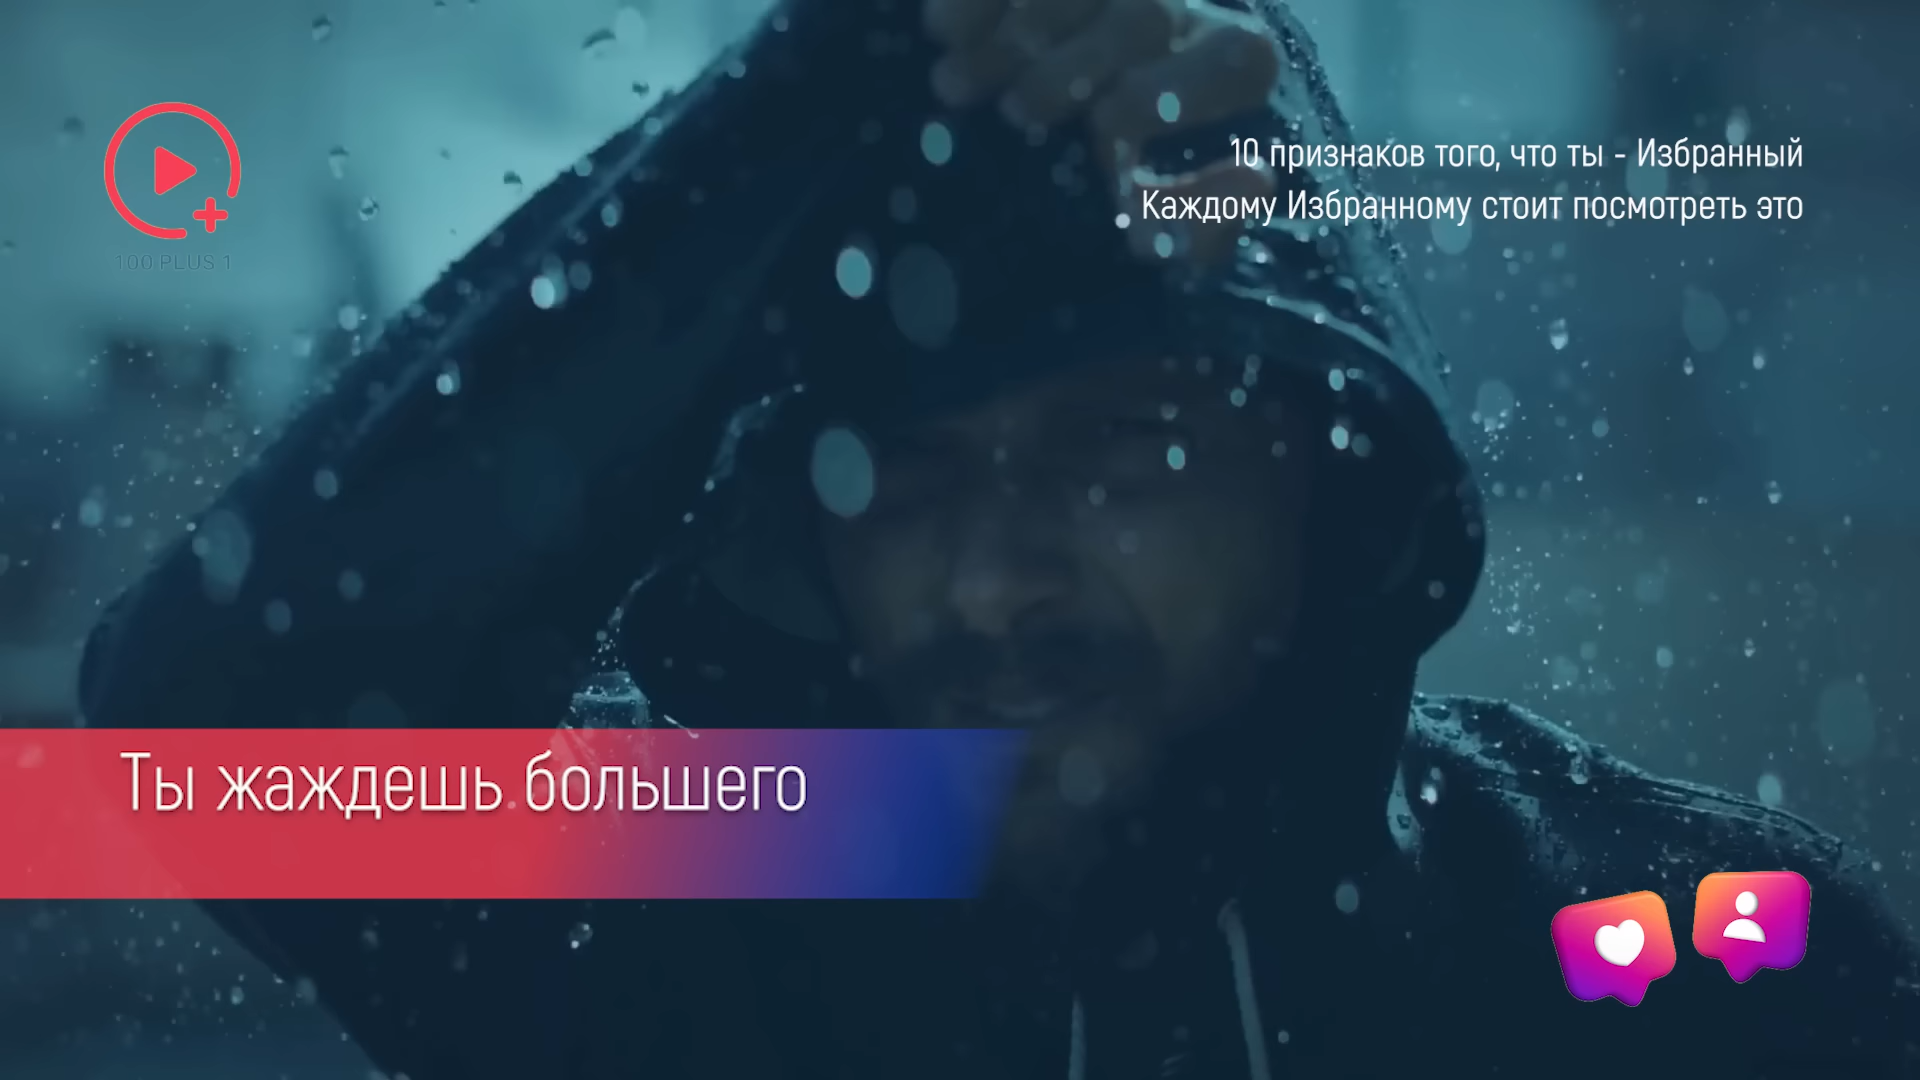 10 признаков того, что ты - Избранный
Каждому Избранному стоит посмотреть это
100 PLUS 1
Ты жаждешь большего